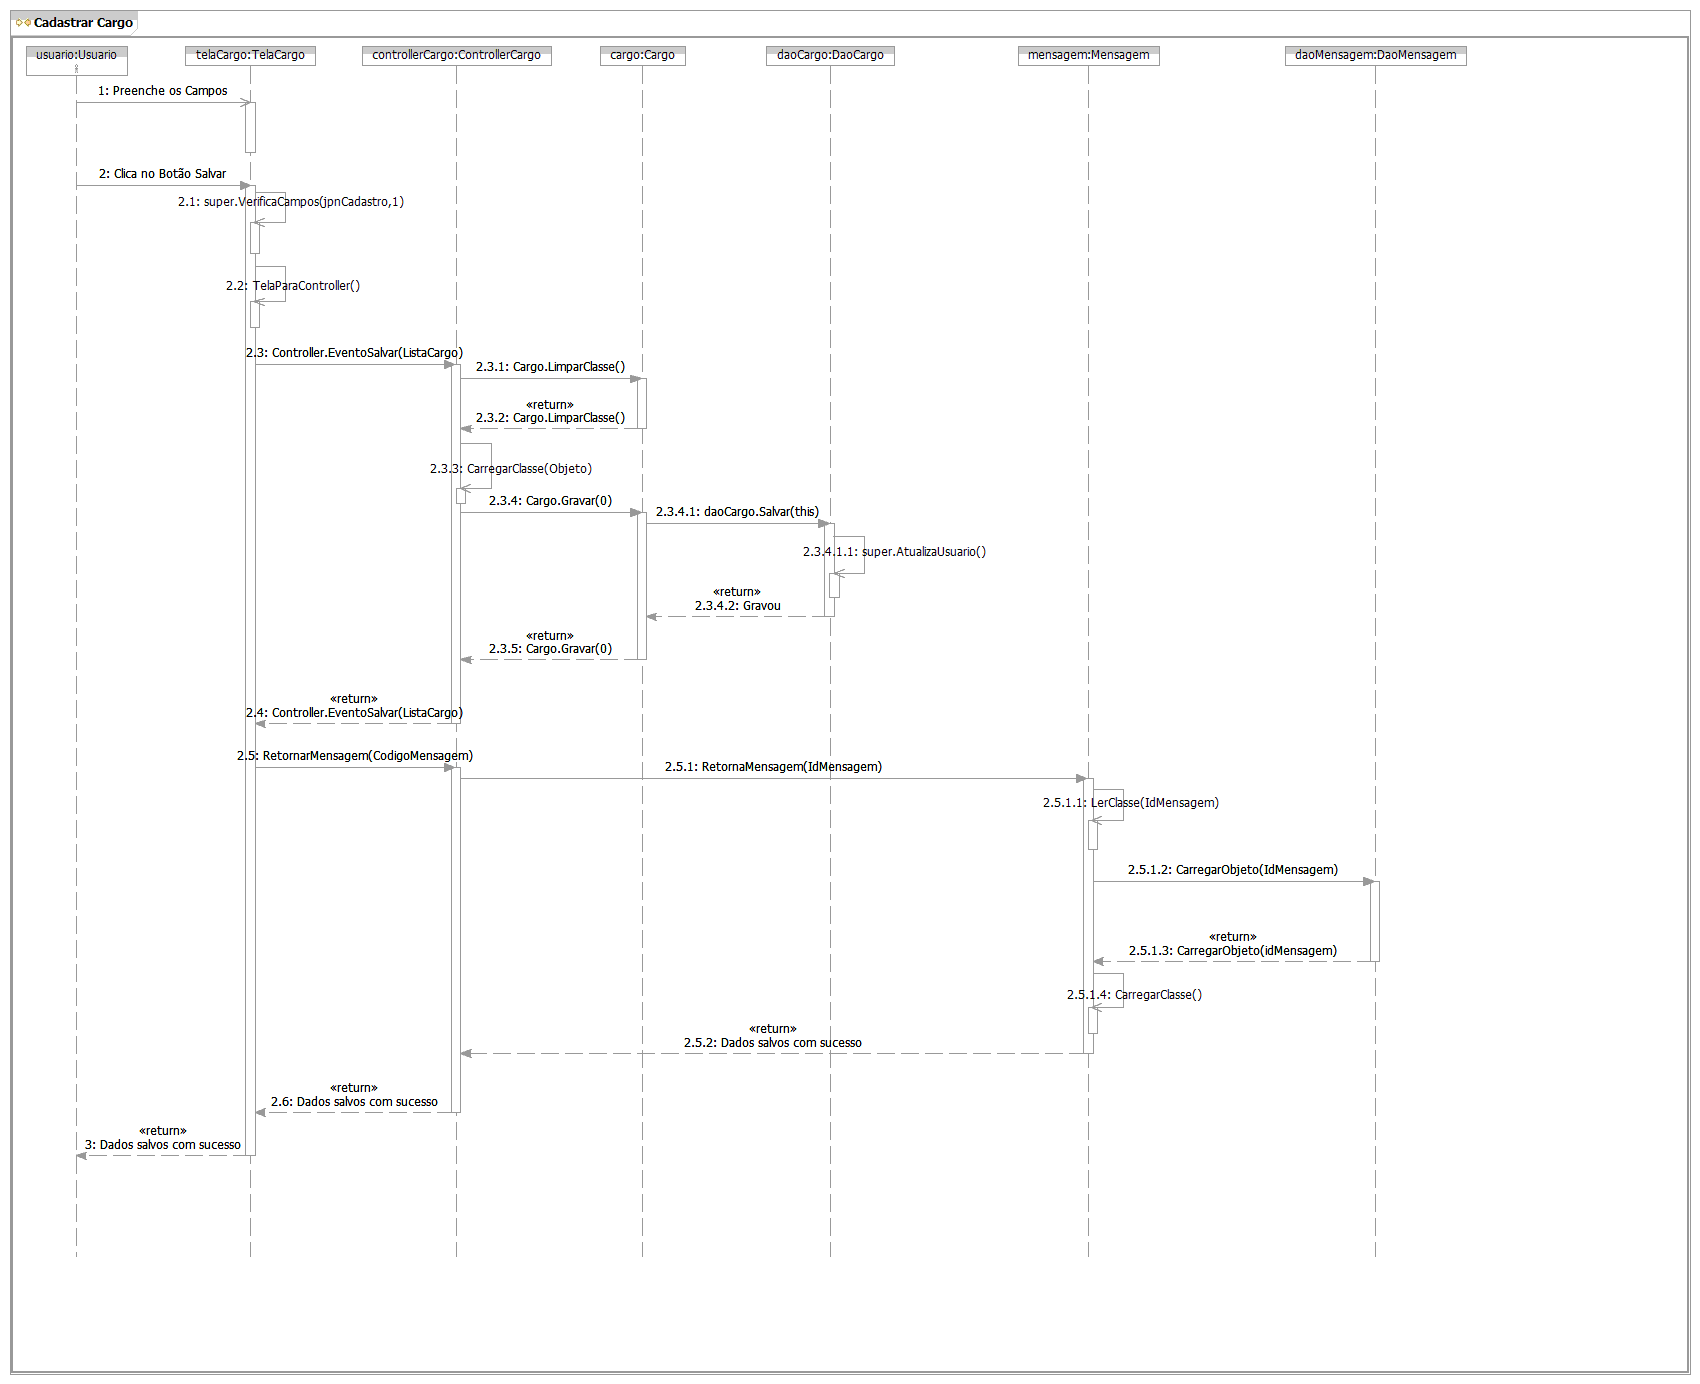 Cadastrar Cargo
usuario:Usuario
telaCargo:TelaCargo
controllerCargo:ControllerCargo
cargo:Cargo
daoCargo:DaoCargo
mensagem:Mensagem
daoMensagem:DaoMensagem
1: Preenche os Campos
2: Clica no Botão Salvar
2.1: super.VerificaCampos(jpnCadastro,1)
2.2: TelaParaController()
2.3: Controller.EventoSalvar(ListaCargo)
2.3.1: Cargo.LimparClasse()
«return»
2.3.2: Cargo.LimparClasse()
2.3.3: CarregarClasse(Objeto)
2.3.4: Cargo.Gravar(0)
2.3.4.1: daoCargo.Salvar(this)
2.3.4.1.1: super.AtualizaUsuario()
«return»
2.3.4.2: Gravou
«return»
2.3.5: Cargo.Gravar(0)
«return»
2.4: Controller.EventoSalvar(ListaCargo)
2.5: RetornarMensagem(CodigoMensagem)
2.5.1: RetornaMensagem(IdMensagem)
2.5.1.1: LerClasse(IdMensagem)
2.5.1.2: CarregarObjeto(IdMensagem)
«return»
2.5.1.3: CarregarObjeto(idMensagem)
2.5.1.4: CarregarClasse()
«return»
2.5.2: Dados salvos com sucesso
«return»
2.6: Dados salvos com sucesso
«return»
3: Dados salvos com sucesso